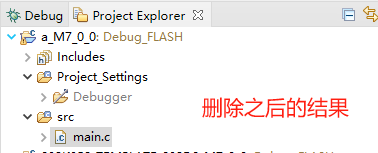 Debug Project Explorer
a_M7_0_0: Debug_FLASH
Includes
Project_Settings
Debugger
src
删除之后的结果
main.c